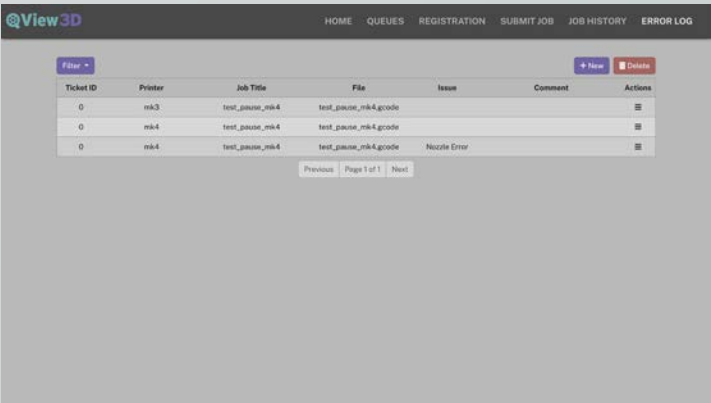 QView3D HOME QUEUES REGISTRATION SUBMIT JOB JOB HISTORY ERROR LOG
Filter + New Delete
Ticket ID Printer Job Title File Issue Comment Actions
0 mk3 test_pause_mk4 test_pause_mk4.gcode
0 mk4 test_pause_mk4 test_pause_mk4.gcode
0 mk4 test_pause_mk4 test_pause_mk4.gcode Nozzle Error
Previous Page 1 of 1 Next